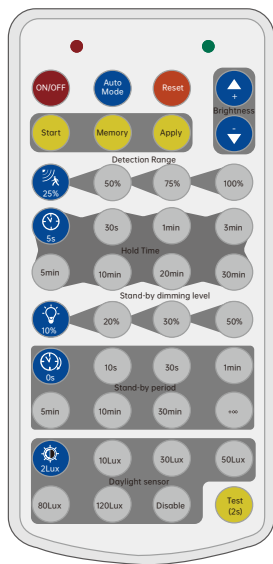 ON/OFF
Auto
Mode
Reset
+
Brightness
-
Start
Memory
Apply
Detection Range
25%
50%
75%
100%
5s
30s
1min
3min
Hold Time
5min
10min
20min
30min
Stand-by dimming level
10%
20%
30%
50%
0s
10s
30s
1min
Stand-by period
5min
10min
30min
+∞
2Lux
10Lux
30Lux
50Lux
Daylight sensor
80Lux
120Lux
Disable
Test
(2s)